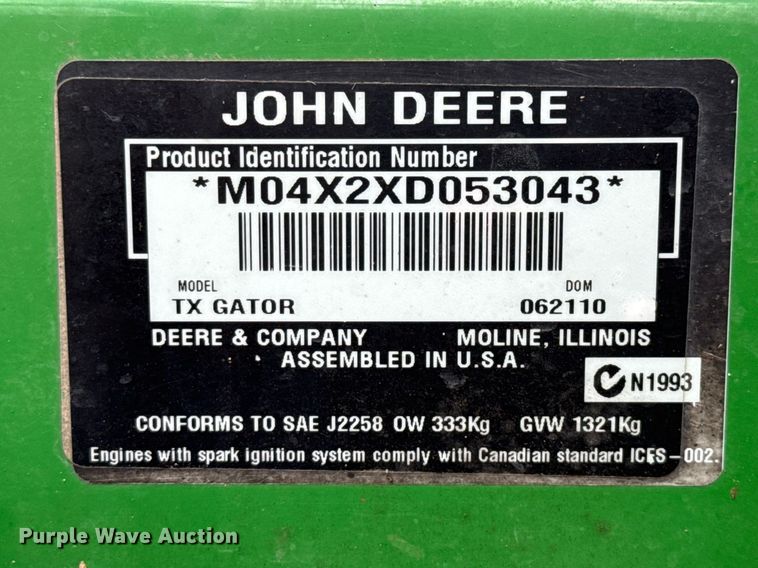 JOHN DEERE
Product Identification Number
*M04X2XD053043*
MODEL DOM
TX GATOR 062110
DEERE & COMPANY MOLINE, ILLINOIS
ASSEMBLED IN U.S.A.
N1993
CONFORMS TO SAE J2258 OW 333Kg GVW 1321Kg
Engines with spark ignition system comply with Canadian standard ICES-002.
Purple Wave Auction